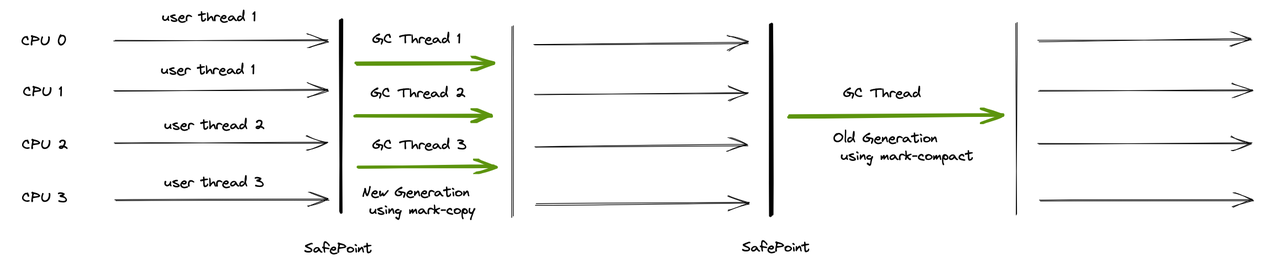 user thread 1
CPU 0
GC Thread 1
user thread 1
CPU 1
GC Thread 2
GC Thread
user thread 2
CPU 2
GC Thread 3
Old Generation
using mark-compact
user thread 3
CPU 3
New Generation
using mark-copy
SafePoint
SafePoint